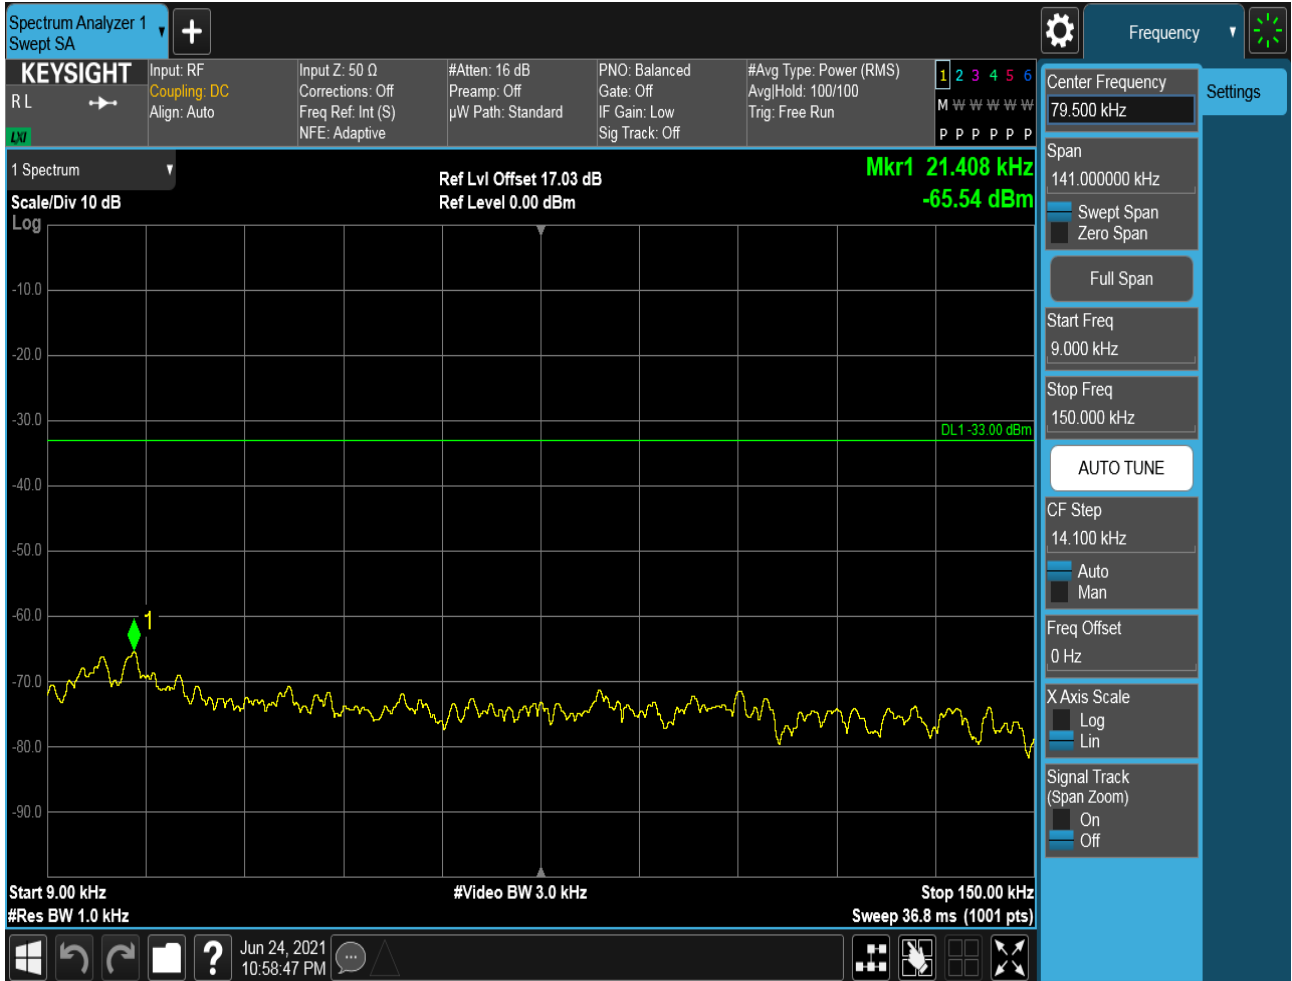 Spectrum Analyzer 1
Swept SA
Frequency
KEYSIGHT
R L
LXI
Input: RF
Coupling: DC
Align: Auto
Input Z: 50 Ω
Corrections: Off
Freq Ref: Int (S)
NFE: Adaptive
#Atten: 16 dB
Preamp: Off
µW Path: Standard
PNO: Balanced
Gate: Off
IF Gain: Low
Sig Track: Off
#Avg Type: Power (RMS)
Avg|Hold: 100/100
Trig: Free Run
1 2 3 4 5 6
M W W W W W
P P P P P P
1 Spectrum
Scale/Div 10 dB
Log
Ref Lvl Offset 17.03 dB
Ref Level 0.00 dBm
Mkr1 21.408 kHz
-65.54 dBm
-10.0
-20.0
-30.0
DL1 -33.00 dBm
-40.0
-50.0
-60.0
1
-70.0
-80.0
-90.0
Start 9.00 kHz
#Video BW 3.0 kHz
Stop 150.00 kHz
#Res BW 1.0 kHz
Sweep 36.8 ms (1001 pts)
?
Jun 24, 2021
10:58:47 PM
Center Frequency
79.500 kHz
Settings
Span
141.000000 kHz
Swept Span
Zero Span
Full Span
Start Freq
9.000 kHz
Stop Freq
150.000 kHz
AUTO TUNE
CF Step
14.100 kHz
Auto
Man
Freq Offset
0 Hz
X Axis Scale
Log
Lin
Signal Track
(Span Zoom)
On
Off